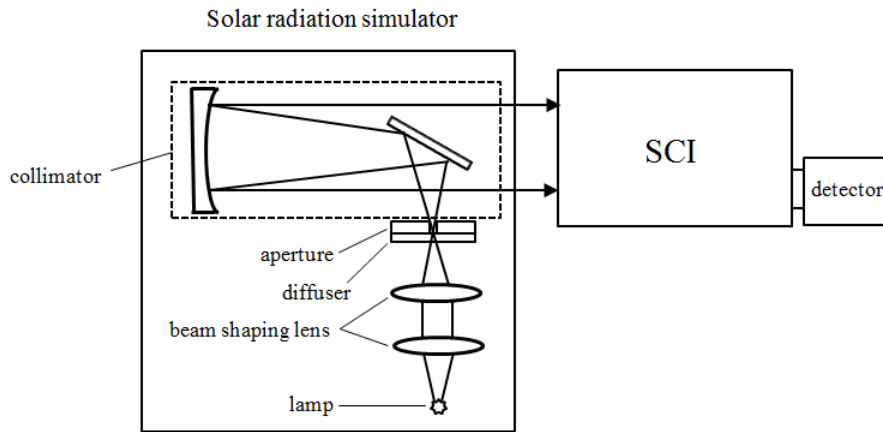 Solar radiation simulator
SCI
collimator
detector
aperture
diffuser
beam shaping lens
lamp